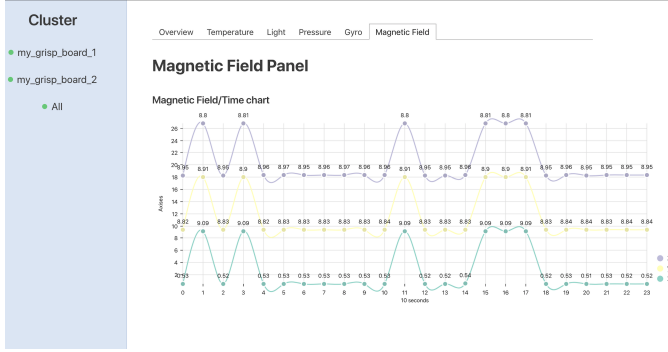 Cluster
my_grisp_board_1
my_grisp_board_2
All
Overview Temperature Light Pressure Gyro Magnetic Field
Magnetic Field Panel
Magnetic Field/Time chart
8.8 8.81 8.8 8.81 8.8 8.81
26
24
22
20
8.95 8.95 8.96 8.97 8.95 8.96 8.97 8.96 8.96 8.95 8.95 8.96 8.95 8.96 8.95 8.95 8.95 8.95
8.91 8.9 8.91 8.9 8.9 8.91
18
16
14
12
Axises
8.82 8.83 8.82 8.83 8.83 8.83 8.83 8.83 8.84 8.83 8.83 8.83 8.83 8.84 8.84 8.83 8.84 8.84
9.09 9.09 9.09 9.09 9.09 9.09
10
8
6
4
2
0.53 0.52 0.53 0.53 0.53 0.53 0.53 0.53 0.53 0.52 0.52 0.54 0.52 0.53 0.51 0.53 0.52 0.52
0 1 2 3 4 5 6 7 8 9 10 11 12 13 14 15 16 17 18 19 20 21 22 23
10 seconds